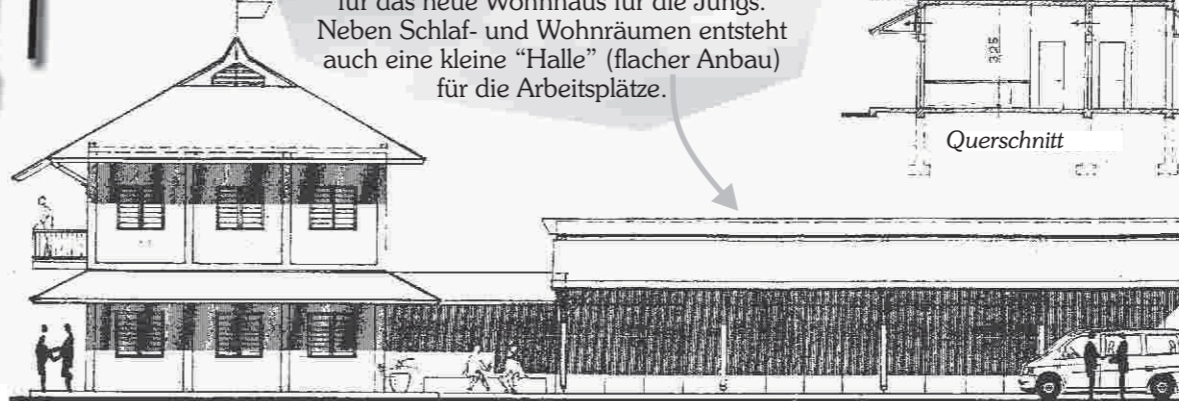 für das neue Wohnhaus für die Jungs.
Neben Schlaf- und Wohnräumen entsteht
auch eine kleine “Halle” (flacher Anbau)
für die Arbeitsplätze.
325
Querschnitt